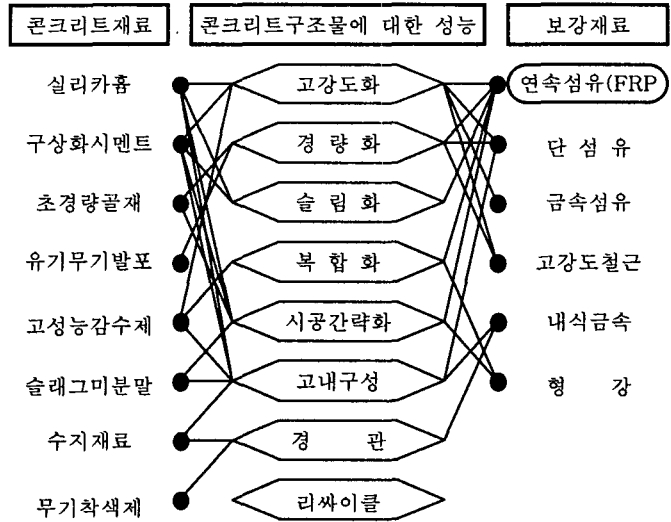 콘크리트재료 콘크리트구조물에 대한 성능 보강재료
실리카흄 고강도화 연속섬유(FRP
구상화시멘트 경 량 화 단 섬 유
초경량골재 슬 림 화 금속섬유
유기무기발포 복 합 화 고강도철근
고성능감수제 시공간략화 내식금속
슬래그미분말 고내구성 형 강
수지재료 경 관
무기착색제 리싸이클